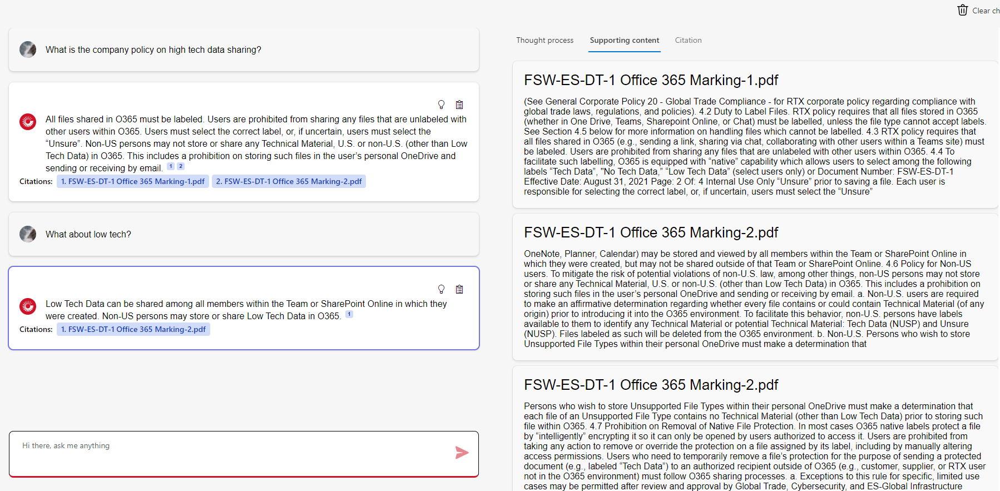 Clear ch
What is the company policy on high tech data sharing?
All files shared in O365 must be labeled. Users are prohibited from sharing any files that are unlabeled with
other users within O365. Users must select the correct label, or, if uncertain, users must select the
“Unsure”. Non-US persons may not store or share any Technical Material, U.S. or non-U.S. (other than Low
Tech Data) in O365. This includes a prohibition on storing such files in the user’s personal OneDrive and
sending or receiving by email. 1 2
Citations: 1. FSW-ES-DT-1 Office 365 Marking-1.pdf 2. FSW-ES-DT-1 Office 365 Marking-2.pdf
What about low tech?
Low Tech Data can be shared among all members within the Team or SharePoint Online in which they
were created. Non-US persons may store or share Low Tech Data in O365. 1
Citations: 1. FSW-ES-DT-1 Office 365 Marking-2.pdf
Hi there, ask me anything
Thought process Supporting content Citation
FSW-ES-DT-1 Office 365 Marking-1.pdf
(See General Corporate Policy 20 - Global Trade Compliance - for RTX corporate policy regarding compliance with
global trade laws, regulations, and policies). 4.2 Duty to Label Files. RTX policy requires that all files stored in O365
(whether in One Drive, Teams, Sharepoint Online, or Chat) must be labelled, unless the file type cannot accept labels.
See Section 4.5 below for more information on handling files which cannot be labelled. 4.3 RTX policy requires that
all files shared in O365 (e.g., sending a link, sharing via chat, collaborating with other users within a Teams site) must
be labeled. Users are prohibited from sharing any files that are unlabeled with other users within O365. 4.4 To
facilitate such labelling, O365 is equipped with “native” capability which allows users to select among the following
labels “Tech Data”, "No Tech Data,” “Low Tech Data” (select users only) or Document Number: FSW-ES-DT-1
Effective Date: August 31, 2021 Page: 2 Of: 4 Internal Use Only “Unsure” prior to saving a file. Each user is
responsible for selecting the correct label, or, if uncertain, users must select the “Unsure”
FSW-ES-DT-1 Office 365 Marking-2.pdf
OneNote, Planner, Calendar) may be stored and viewed by all members within the Team or SharePoint Online in
which they were created, but may not be shared outside of that Team or SharePoint Online. 4.6 Policy for Non-US
users. To mitigate the risk of potential violations of non-U.S. law, among other things, non-US persons may not store
or share any Technical Material, U.S. or non-U.S. (other than Low Tech Data) in O365. This includes a prohibition on
storing such files in the user’s personal OneDrive and sending or receiving by email. a. Non-U.S. users are required
to make an affirmative determination regarding whether every file contains or could contain Technical Material (of any
origin) prior to introducing it into the O365 environment. To facilitate this behavior, non-U.S. persons have labels
available to them to identify any Technical Material or potential Technical Material: Tech Data (NUSP) and Unsure
(NUSP). Files labeled as such will be deleted from the O365 environment. b. Non-U.S. Persons who wish to store
Unsupported File Types within their personal OneDrive must make a determination that
FSW-ES-DT-1 Office 365 Marking-2.pdf
Persons who wish to store Unsupported File Types within their personal OneDrive must make a determination that
each file of an Unsupported File Type contains no Technical Material (other than Low Tech Data) prior to storing such
file within O365. 4.7 Prohibition on Removal of Native File Protection. In most cases O365 native labels protect a file
by “intelligently” encrypting it so it can only be opened by users authorized to access it. Users are prohibited from
taking any action to remove or override the protection on a file assigned by its label, including by manually altering
access permissions. Users who need to temporarily remove a file’s protection for the purpose of sending a protected
document (e.g., labeled “Tech Data”) to an authorized recipient outside of O365 (e.g., customer, supplier, or RTX user
not in the O365 environment) must follow O365 sharing processes. a. Exceptions to this rule for specific, limited use
cases may be permitted after review and approval by Global Trade, Cybersecurity, and ES-Global Infrastructure